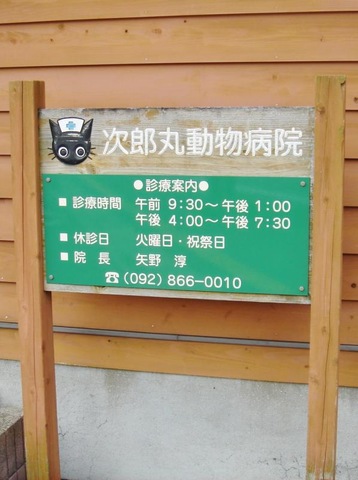 次郎丸動物病院
●診療案内●
■ 診療時間 午前 9:30～午後 1:00
午後 4:00～午後 7:30
■ 休診日 火曜日・祝祭日
■ 院 長 矢野 淳
☎(092) 866-0010